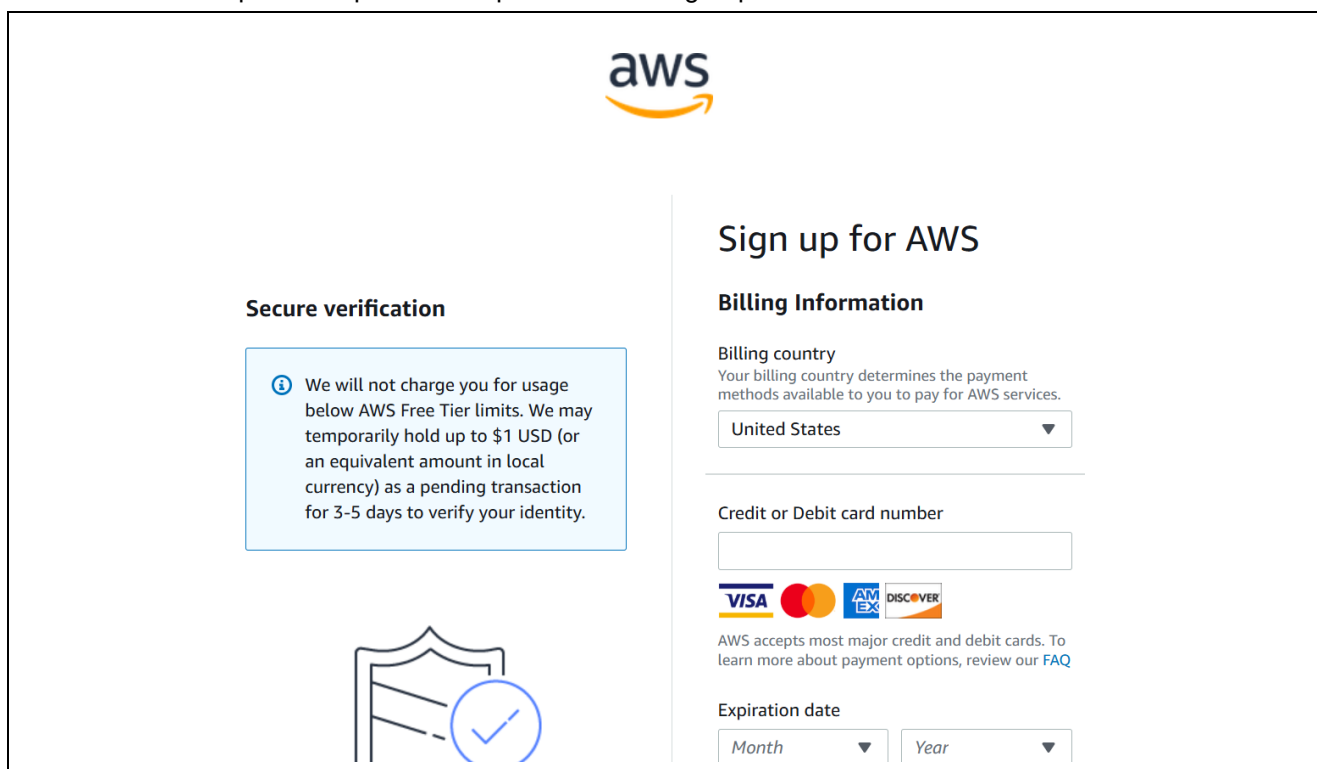 aws
Sign up for AWS
Secure verification
We will not charge you for usage
below AWS Free Tier limits. We may
temporarily hold up to $1 USD (or
an equivalent amount in local
currency) as a pending transaction
for 3-5 days to verify your identity.
Billing Information
Billing country
Your billing country determines the payment
methods available to you to pay for AWS services.
United States
Credit or Debit card number
VISA AM EX DISCOVER
AWS accepts most major credit and debit cards. To
learn more about payment options, review our FAQ
Expiration date
Month Year